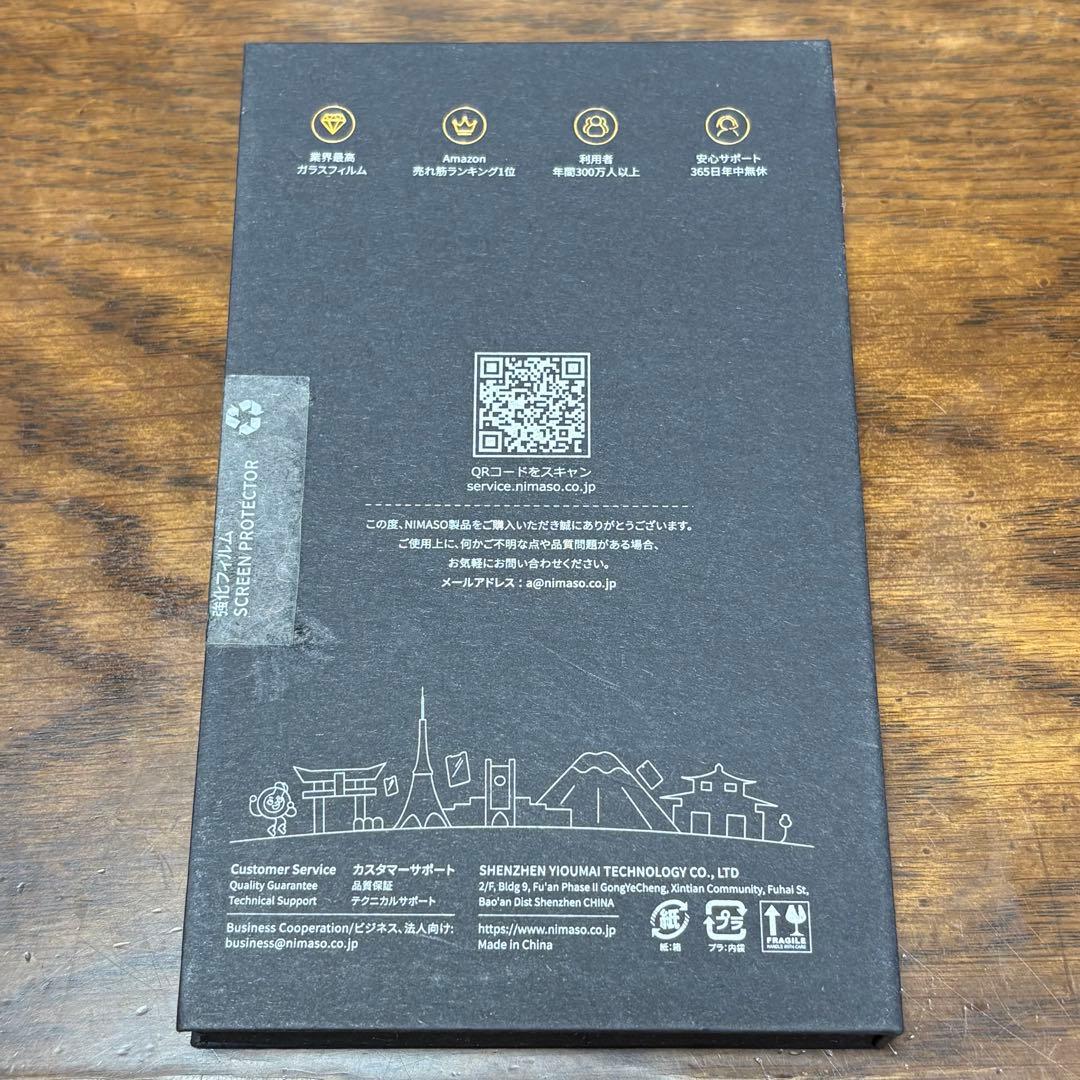 業界最高
ガラスフィルム
Amazon
売れ筋ランキング1位
利用者
年間300万人以上
安心サポート
365日年中無休
QRコードをスキャン
service.nimaso.co.jp
強化フィルム
SCREEN PROTECTOR
この度、NIMASO製品をご購入いただき誠にありがとうございます。
ご使用上に、何かご不明な点や品質問題がある場合、
お気軽にお問い合わせください。
メールアドレス：a@nimaso.co.jp
Customer Service カスタマーサポート
Quality Guarantee 品質保証
Technical Support テクニカルサポート
Business Cooperation/ビジネス、法人向け:
business@nimaso.co.jp
SHENZHEN YIOUMAI TECHNOLOGY CO., LTD
2/F, Bldg 9, Fu'an Phase II GongYeCheng, Xintian Community, Fuhai St,
Bao'an Dist Shenzhen CHINA
https://www.nimaso.co.jp
Made in China
紙
紙:箱
プラ
プラ:内袋
FRAGILE
HANDLE WITH CARE